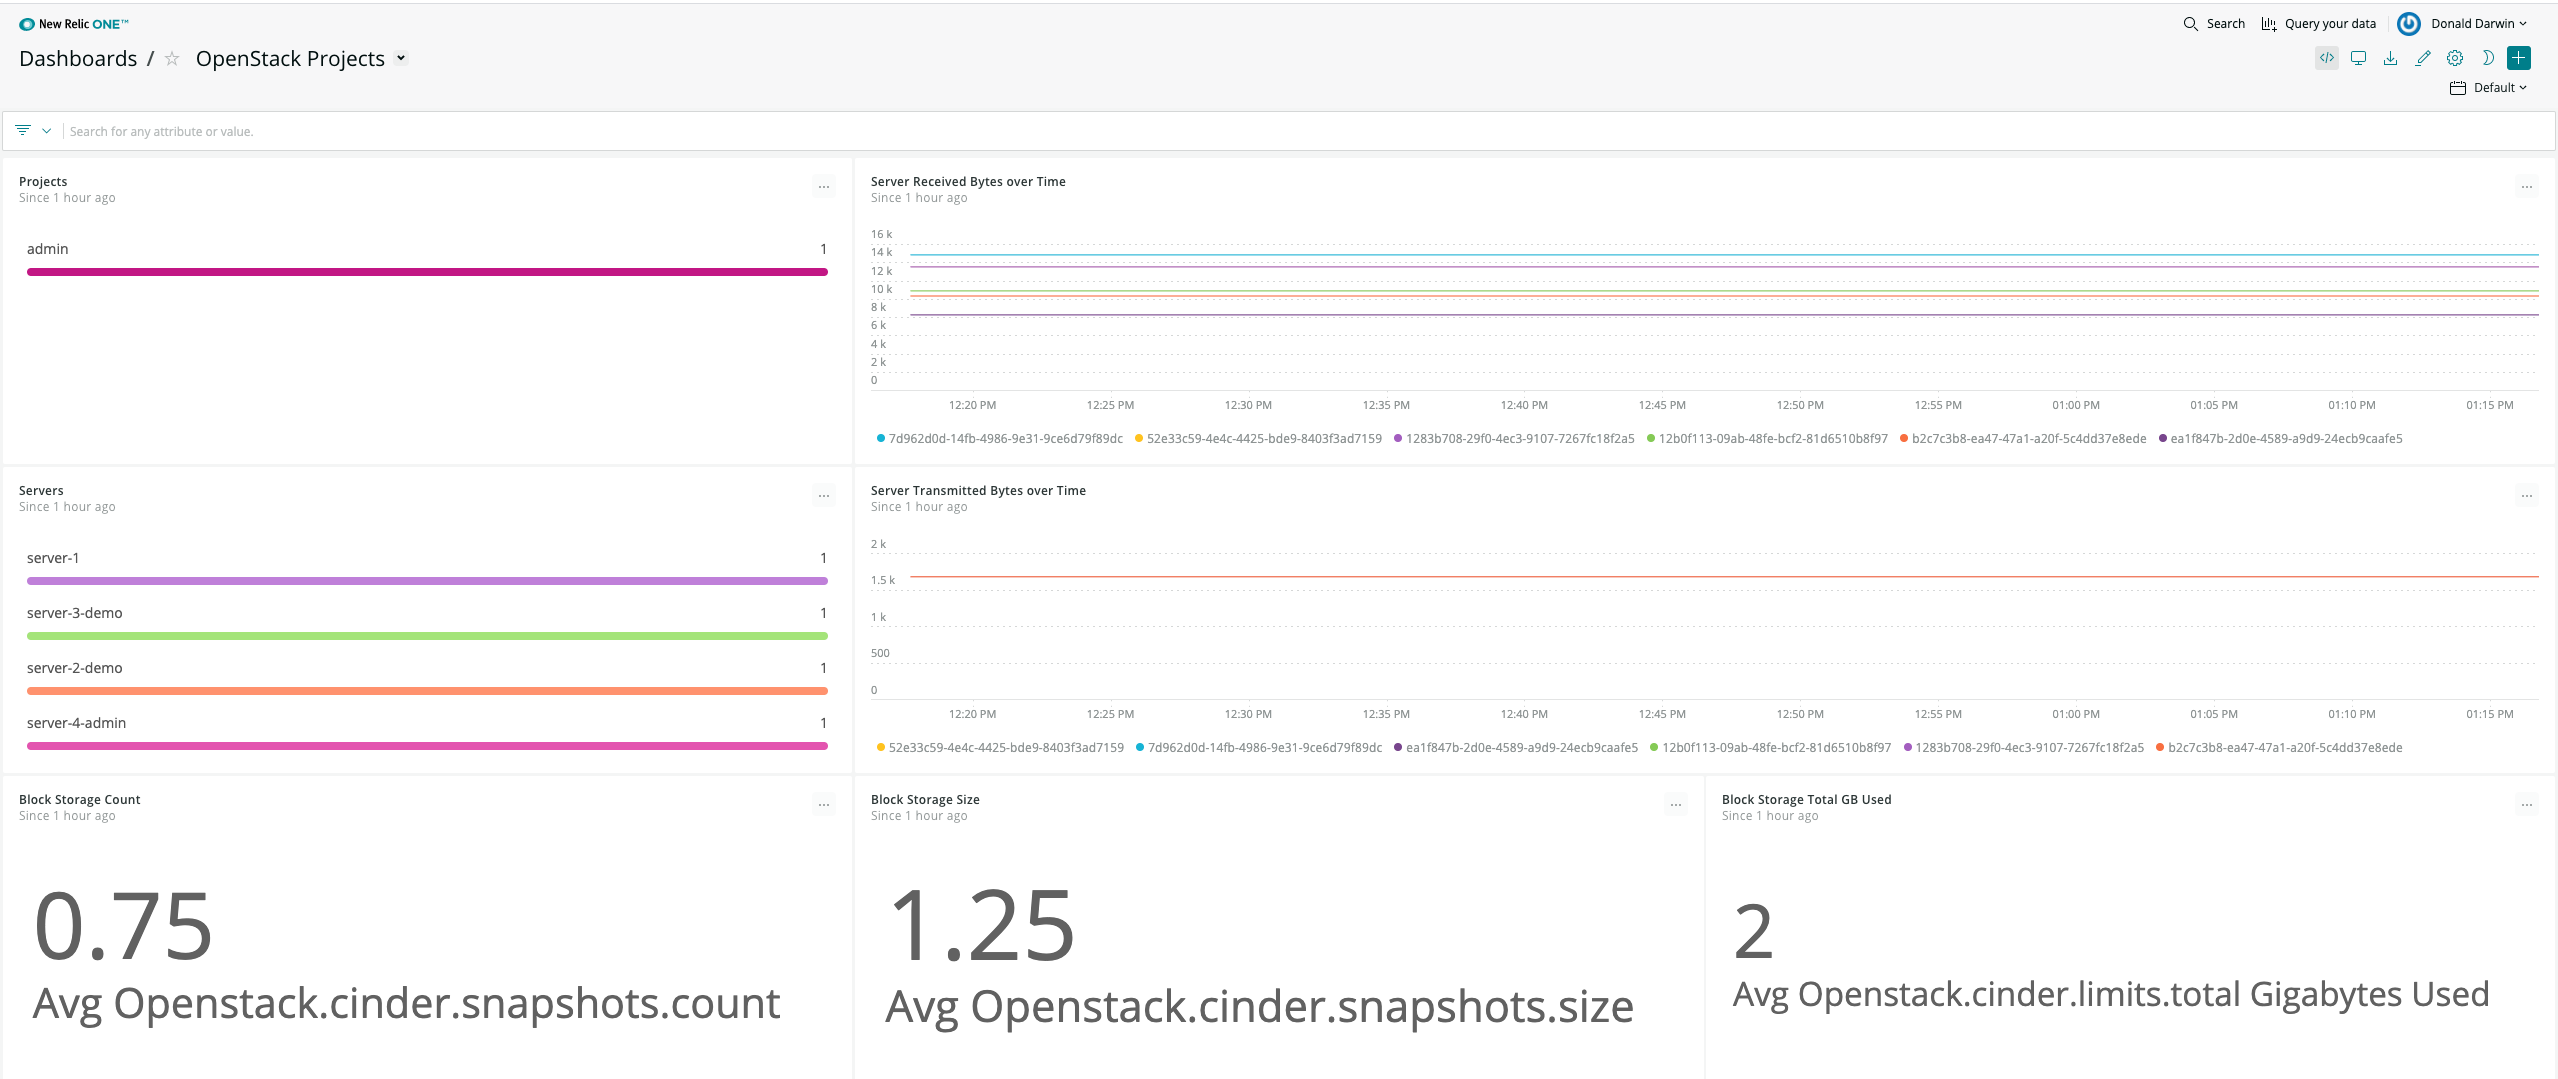 New Relic ONE™
Search
Query your data
Donald Darwin
Dashboards / OpenStack Projects
Default
Search for any attribute or value.
Projects
Since 1 hour ago
admin 1
Server Received Bytes over Time
Since 1 hour ago
16 k
14 k
12 k
10 k
8 k
6 k
4 k
2 k
0
12:20 PM 12:25 PM 12:30 PM 12:35 PM 12:40 PM 12:45 PM 12:50 PM 12:55 PM 01:00 PM 01:05 PM 01:10 PM 01:15 PM
7d962d0d-14fb-4986-9e31-9ce6d79f89dc 52e33c59-4e4c-4425-bde9-8403f3ad7159 1283b708-29f0-4ec3-9107-7267fc18f2a5 12b0f113-09ab-48fe-bcf2-81d6510b8f97 b2c7c3b8-ea47-47a1-a20f-5c4dd37e8ede ea1f847b-2d0e-4589-a9d9-24ecb9caafe5
Servers
Since 1 hour ago
server-1 1
server-3-demo 1
server-2-demo 1
server-4-admin 1
Server Transmitted Bytes over Time
Since 1 hour ago
2 k
1.5 k
1 k
500
0
12:20 PM 12:25 PM 12:30 PM 12:35 PM 12:40 PM 12:45 PM 12:50 PM 12:55 PM 01:00 PM 01:05 PM 01:10 PM 01:15 PM
52e33c59-4e4c-4425-bde9-8403f3ad7159 7d962d0d-14fb-4986-9e31-9ce6d79f89dc ea1f847b-2d0e-4589-a9d9-24ecb9caafe5 12b0f113-09ab-48fe-bcf2-81d6510b8f97 1283b708-29f0-4ec3-9107-7267fc18f2a5 b2c7c3b8-ea47-47a1-a20f-5c4dd37e8ede
Block Storage Count
Since 1 hour ago
0.75
Avg Openstack.cinder.snapshots.count
Block Storage Size
Since 1 hour ago
1.25
Avg Openstack.cinder.snapshots.size
Block Storage Total GB Used
Since 1 hour ago
2
Avg Openstack.cinder.limits.total Gigabytes Used